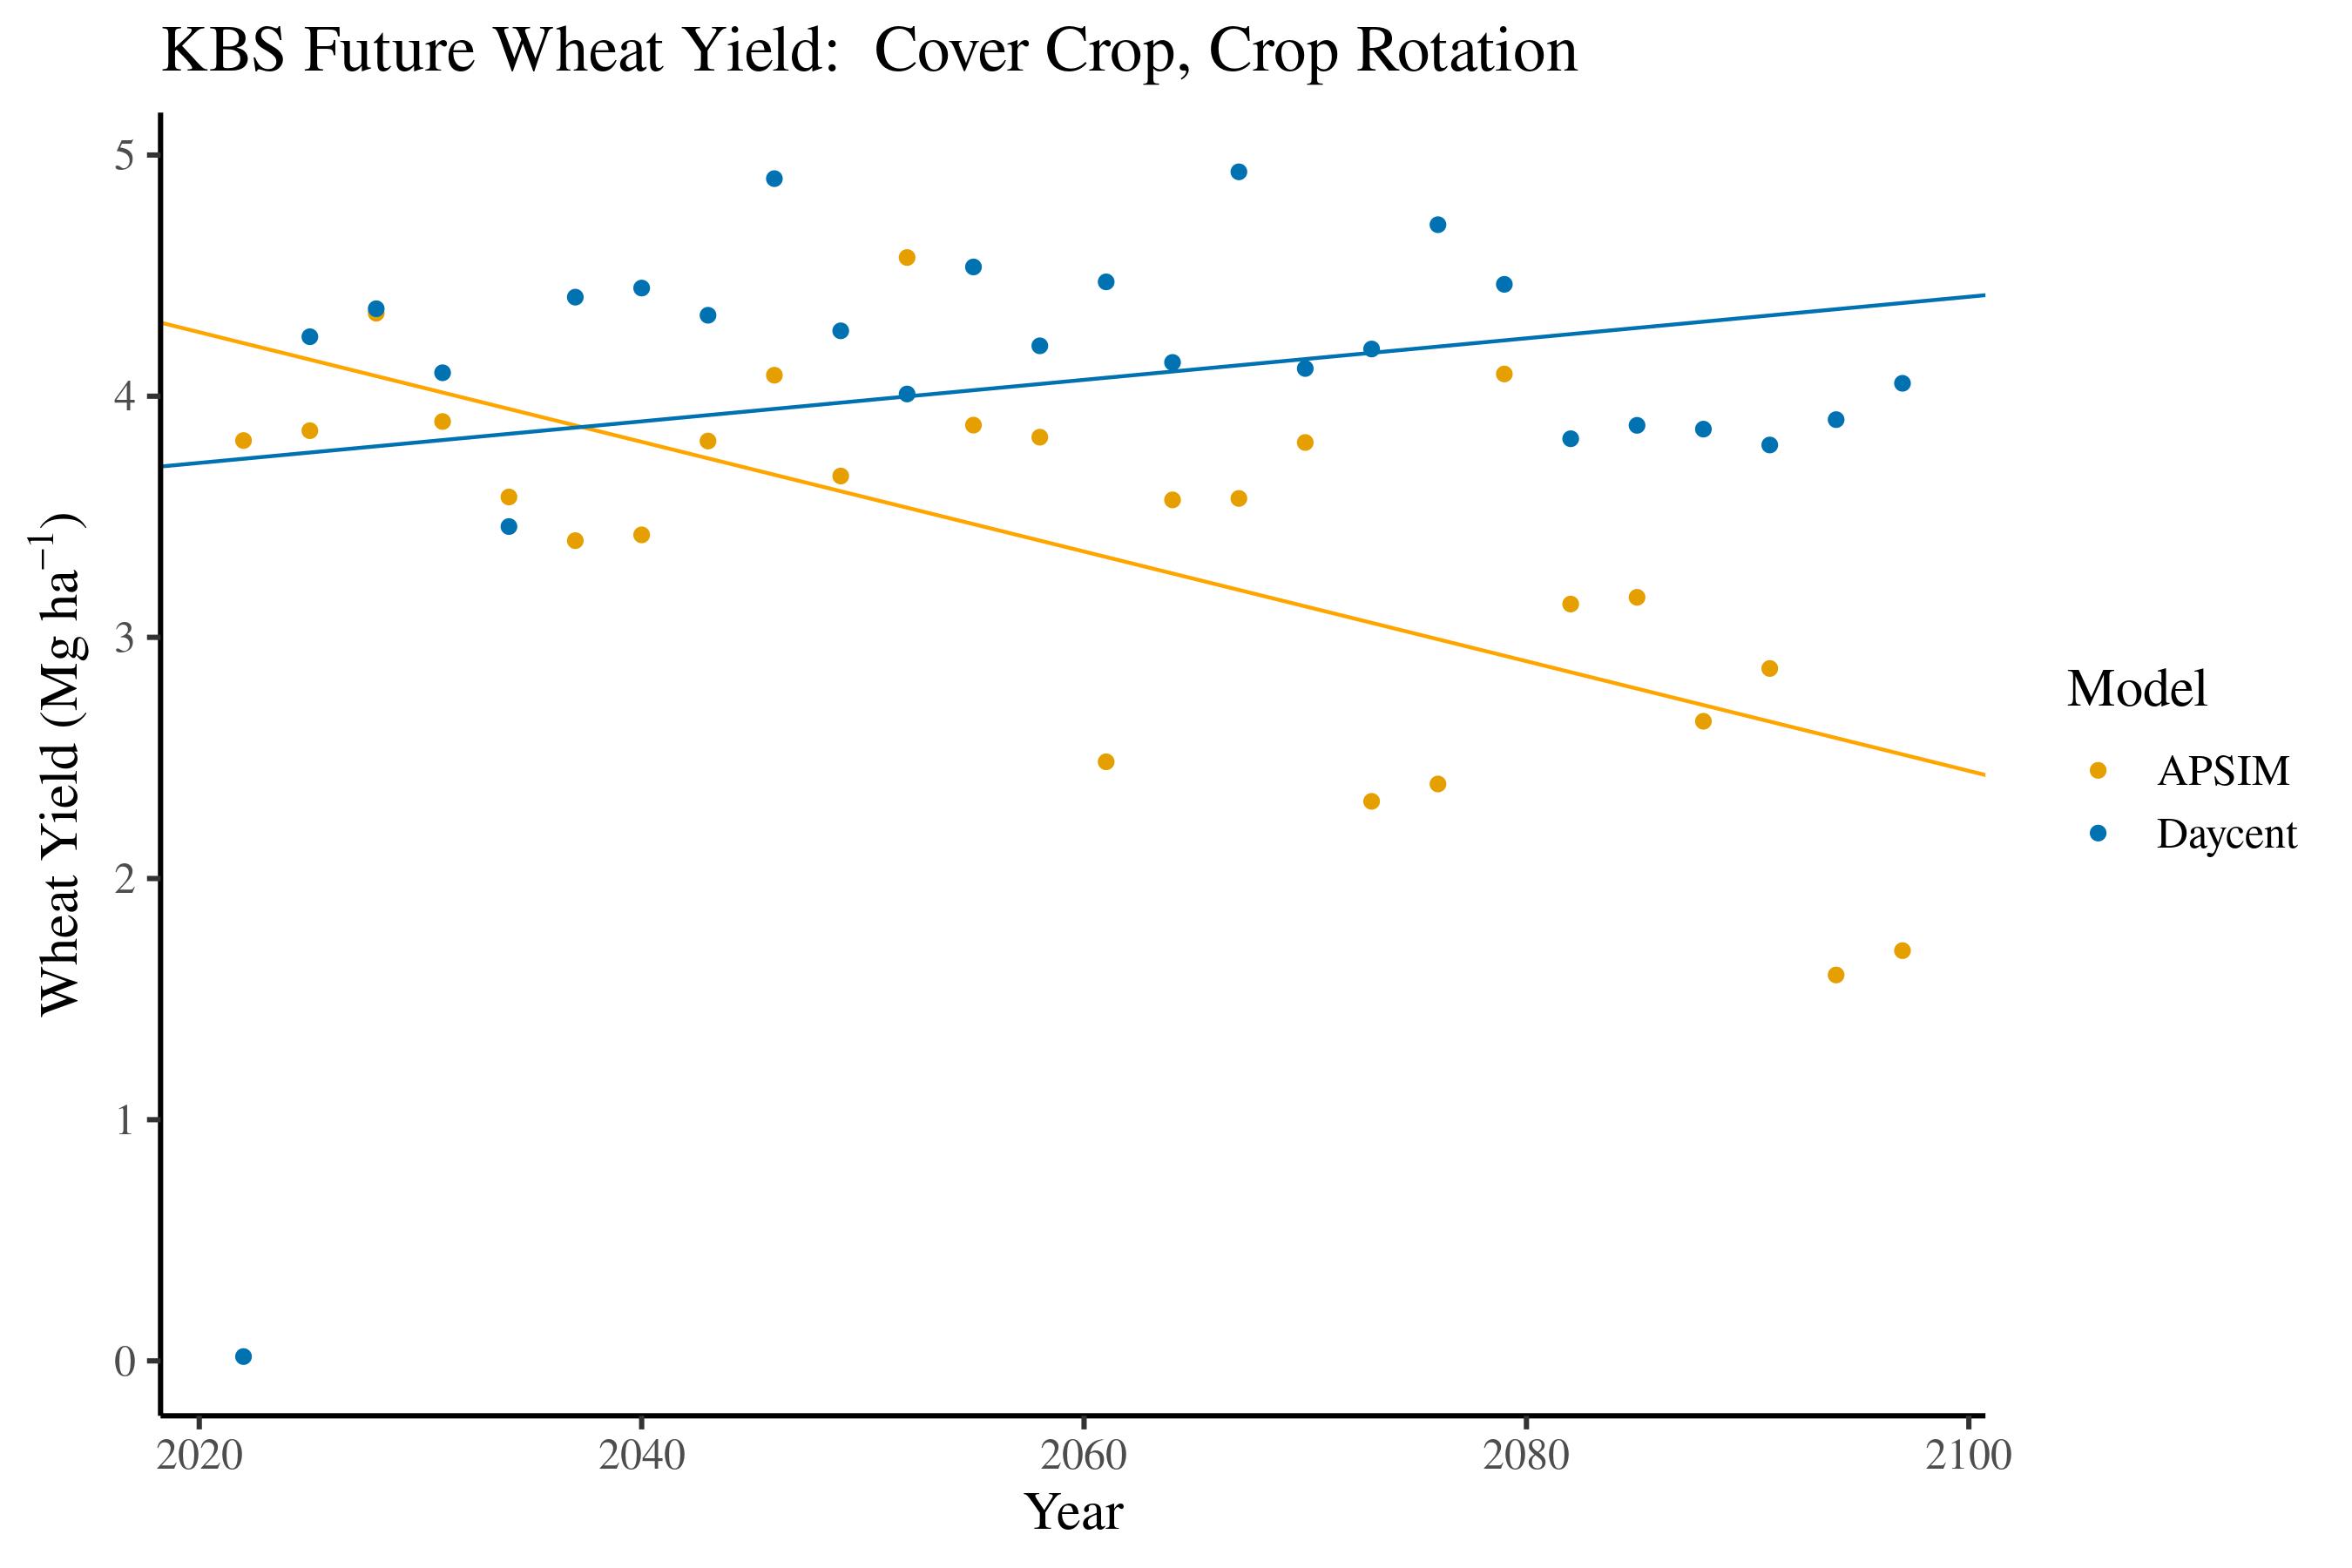 KBS Future Wheat Yield:  Cover Crop, Crop Rotation
Wheat Yield (Mg ha⁻¹)
5
4
3
2
1
0
2020 2040 2060 2080 2100
Year
Model
APSIM
Daycent